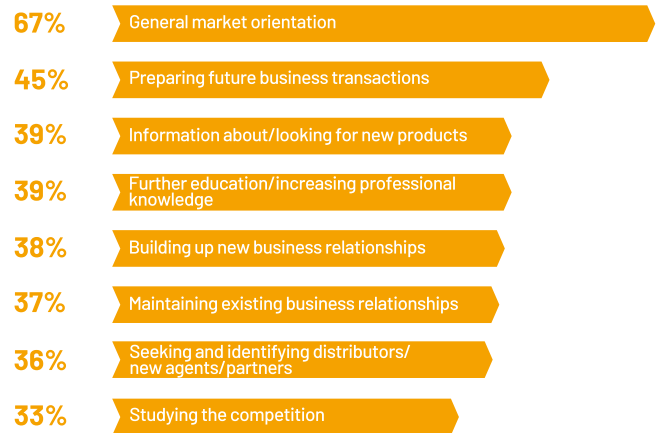 67%
General market orientation
45%
Preparing future business transactions
39%
Information about/looking for new products
39%
Further education/increasing professional
knowledge
38%
Building up new business relationships
37%
Maintaining existing business relationships
36%
Seeking and identifying distributors/
new agents/partners
33%
Studying the competition